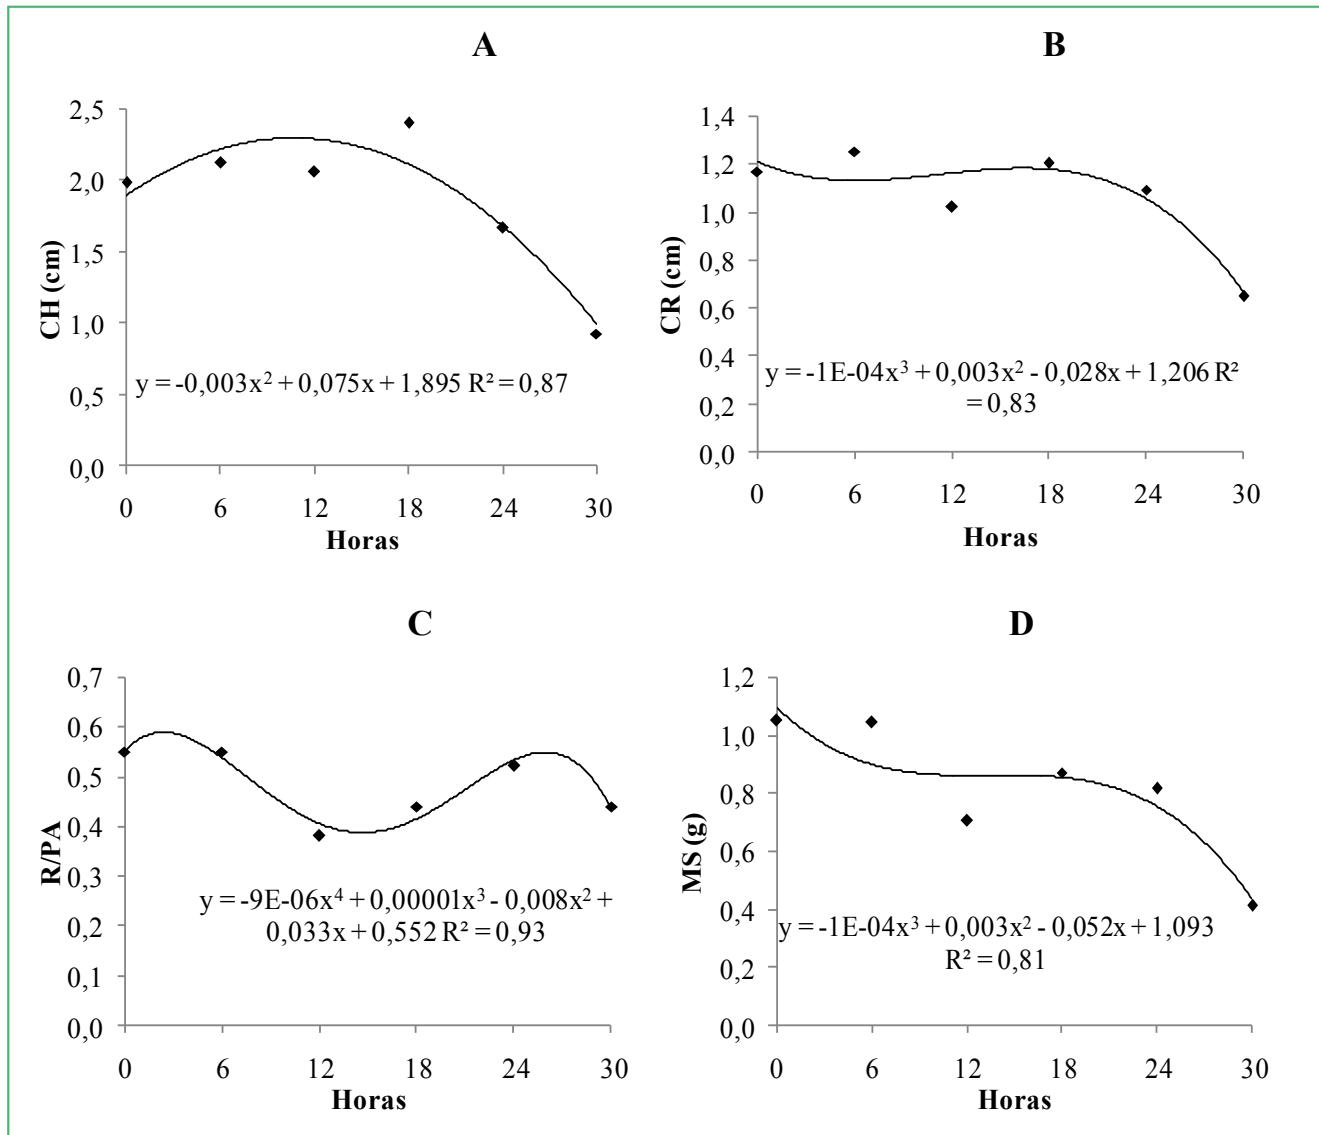 A
2,5
2,0
1,5
1,0
0,5
0,0
CH (cm)
y = -0,003x² + 0,075x + 1,895 R² = 0,87
0 6 12 18 24 30
Horas
B
1,4
1,2
1,0
0,8
0,6
0,4
0,2
0,0
CR (cm)
y = -1E-04x³ + 0,003x² - 0,028x + 1,206 R²
= 0,83
0 6 12 18 24 30
Horas
C
0,7
0,6
0,5
0,4
0,3
0,2
0,1
0,0
R/PA
y = -9E-06x⁴ + 0,00001x³ - 0,008x² +
0,033x + 0,552 R² = 0,93
0 6 12 18 24 30
Horas
D
1,2
1,0
0,8
0,6
0,4
0,2
0,0
MS (g)
y = -1E-04x³ + 0,003x² - 0,052x + 1,093
R² = 0,81
0 6 12 18 24 30
Horas